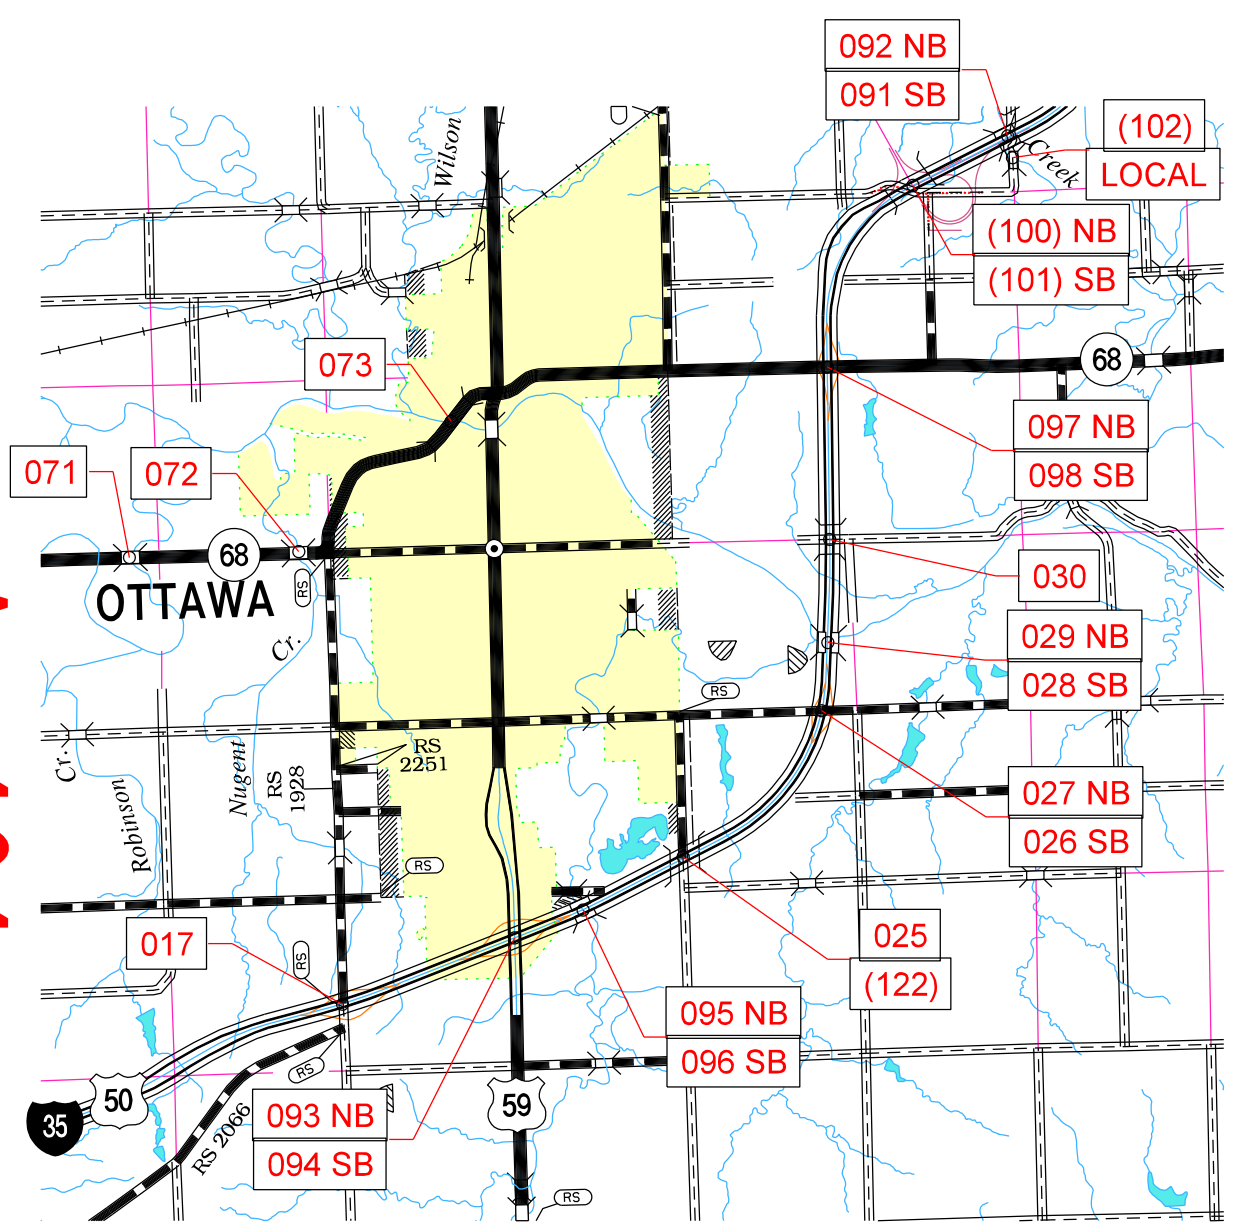 092 NB
091 SB
(102)
LOCAL
Wilson
Creek
(100) NB
(101) SB
073
68
097 NB
098 SB
071
072
68
OTTAWA
RS
030
Cr.
029 NB
028 SB
RS
Cr.
Nugent
RS
2251
RS
1928
Robinson
027 NB
026 SB
RS
017
RS
025
(122)
095 NB
096 SB
RS
50
35
RS 2066
093 NB
094 SB
59
RS